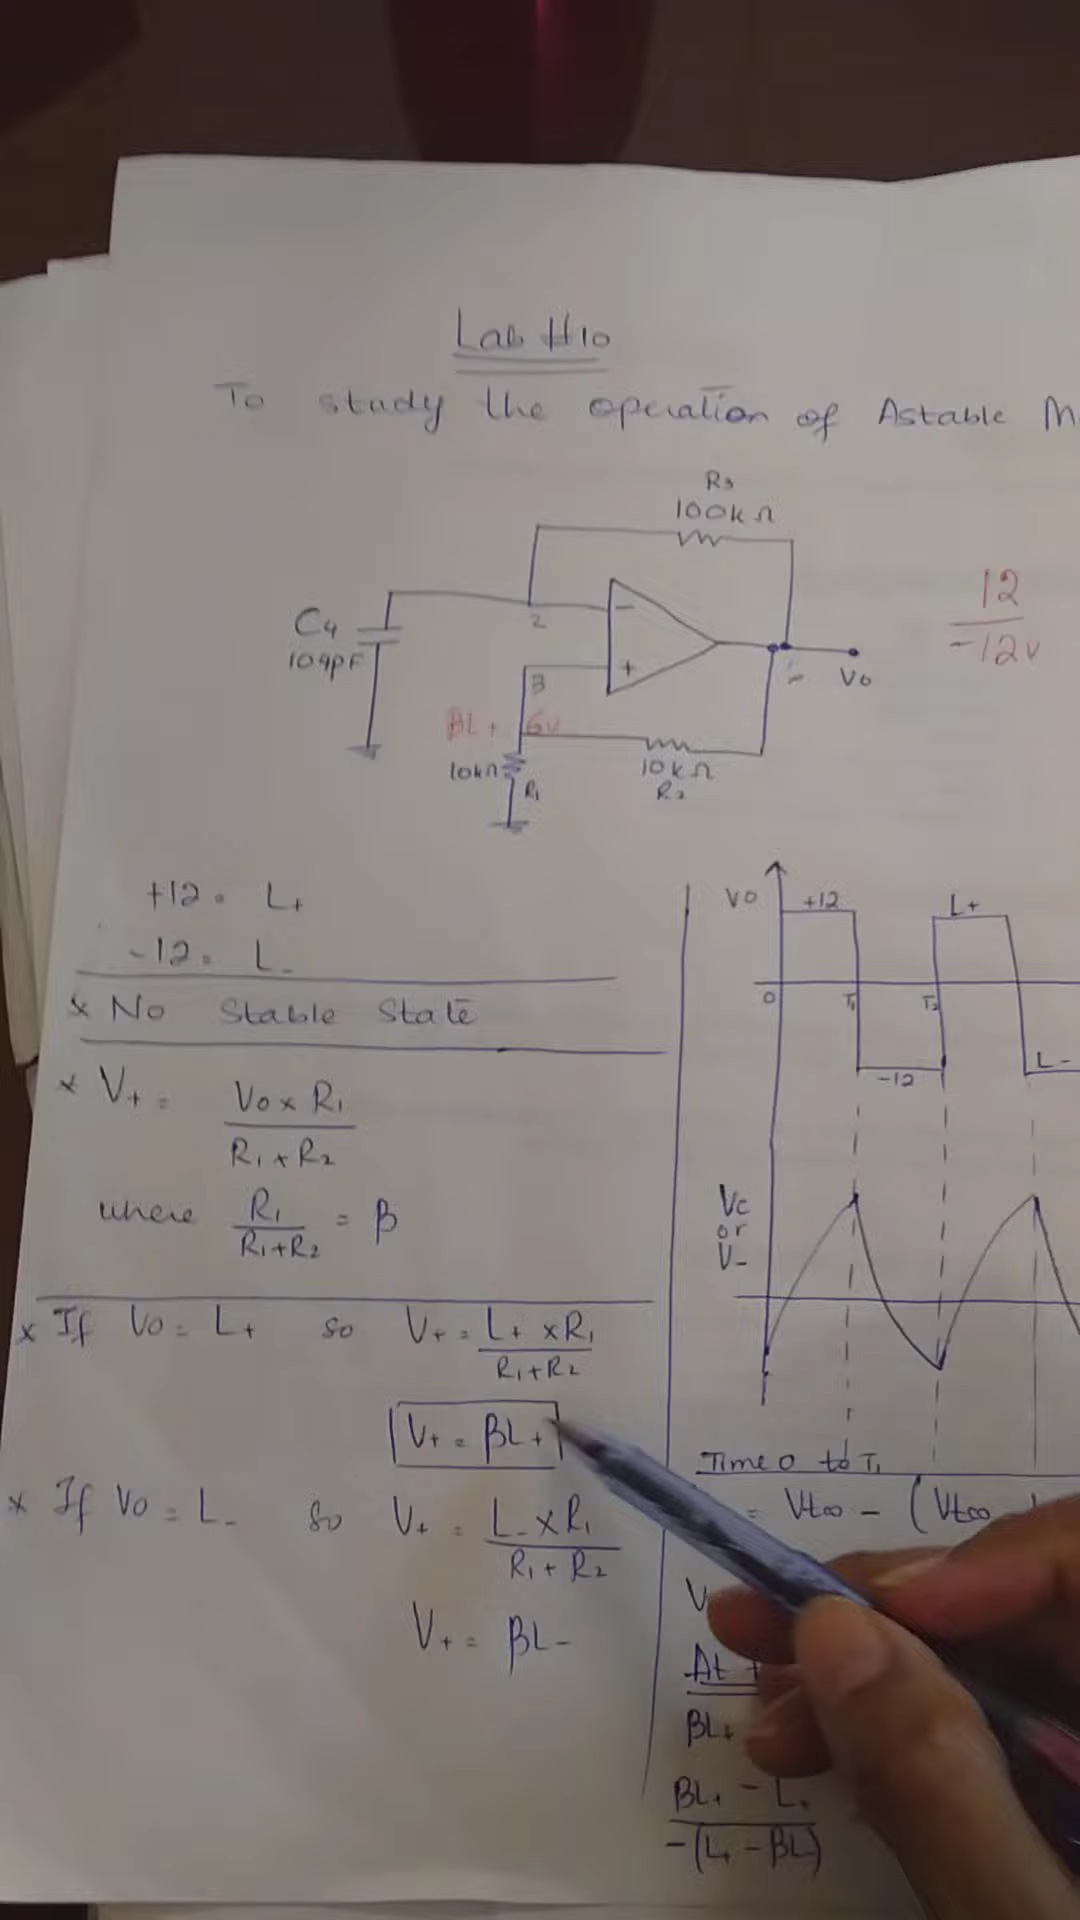 Lab #10
To study the operation of Astable M
R3
100kΩ
C4
104pF
2
-
+
3
Vo
12
-12v
βL+ 6v
10kΩ
R1
10kΩ
R2
+12 = L+
-12 = L-
* No Stable State
* V+ = Vo x R1
R1 + R2
where R1 = β
R1+R2
* If Vo = L+ so V+ = L+ x R1
R1+R2
V+ = βL+
* If Vo = L- so V+ = L- x R1
R1 + R2
V+ = βL-
Vo +12 L+
0 T1 T2
-12 L-
Vc
or
V-
Time 0 to T1
= Vt∞ - (Vt∞
V
At
βL+
βL+ - L+
-(L+ - βL-)